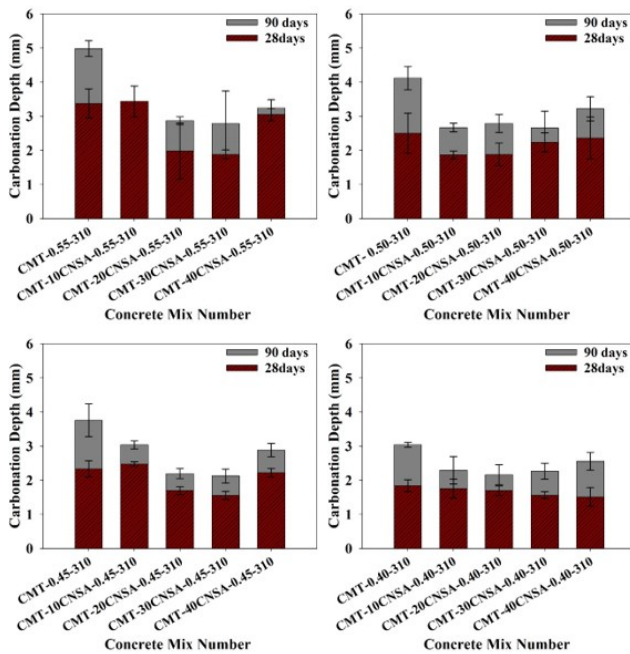 6
5
4
3
2
1
0
Carbonation Depth (mm)
90 days
28days
CMT-0.55-310
CMT-10CNSA-0.55-310
CMT-20CNSA-0.55-310
CMT-30CNSA-0.55-310
CMT-40CNSA-0.55-310
Concrete Mix Number
6
5
4
3
2
1
0
Carbonation Depth (mm)
90 days
28days
CMT- 0.50-310
CMT-10CNSA-0.50-310
CMT-20CNSA-0.50-310
CMT-30CNSA-0.50-310
CMT-40CNSA-0.50-310
Concrete Mix Number
6
5
4
3
2
1
0
Carbonation Depth (mm)
90 days
28days
CMT-0.45-310
CMT-10CNSA-0.45-310
CMT-20CNSA-0.45-310
CMT-30CNSA-0.45-310
CMT-40CNSA-0.45-310
Concrete Mix Number
6
5
4
3
2
1
0
Carbonation Depth (mm)
90 days
28days
CMT-0.40-310
CMT-10CNSA-0.40-310
CMT-20CNSA-0.40-310
CMT-30CNSA-0.40-310
CMT-40CNSA-0.40-310
Concrete Mix Number